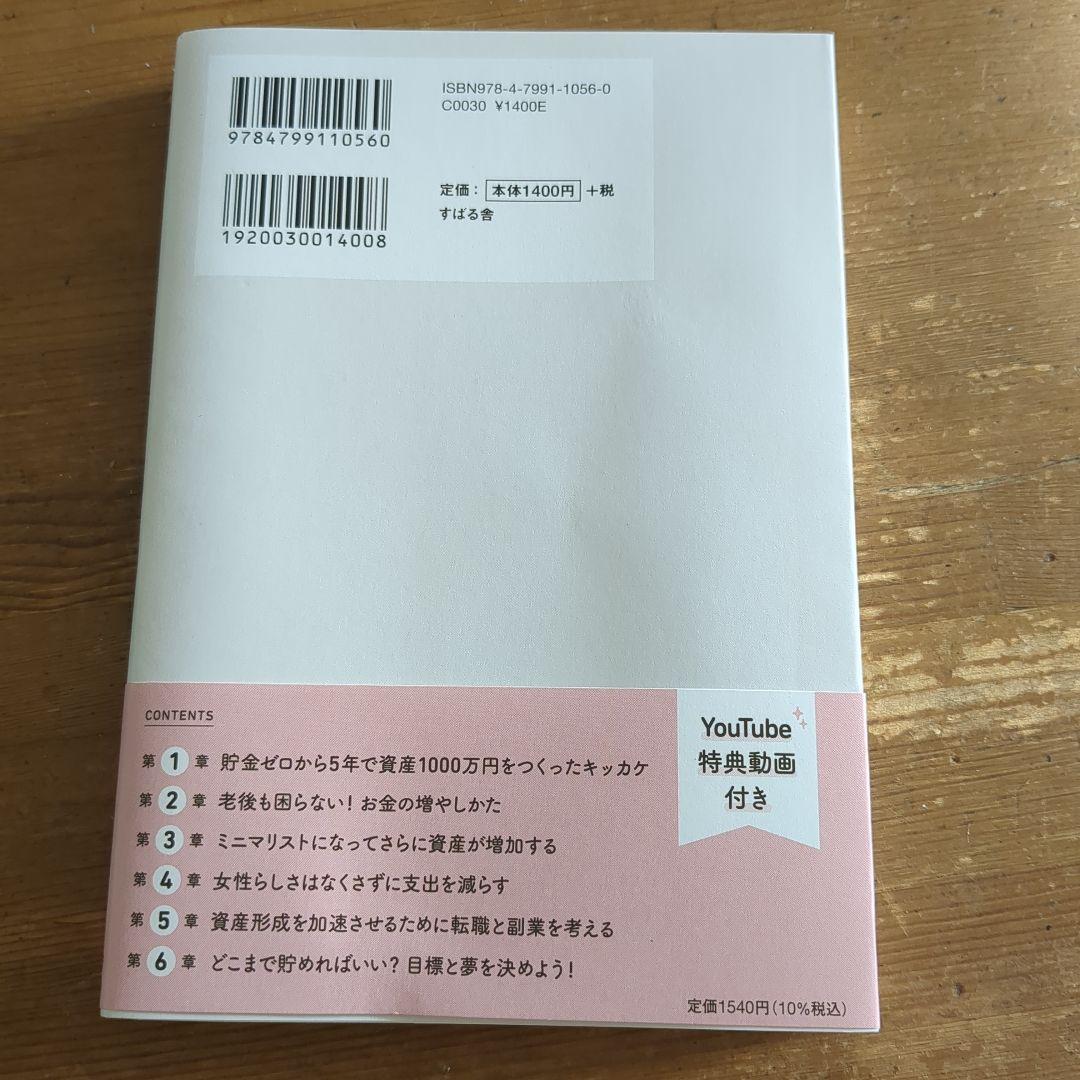 ISBN978-4-7991-1056-0
C0030 ¥1400E
9784799110560
定価： 本体1400円 +税
すばる舎
1920030014008
CONTENTS
第1章 貯金ゼロから5年で資産1000万円をつくったキッカケ
第2章 老後も困らない！お金の増やしかた
第3章 ミニマリストになってさらに資産が増加する
第4章 女性らしさはなくさずに支出を減らす
第5章 資産形成を加速させるために転職と副業を考える
第6章 どこまで貯めればいい？目標と夢を決めよう！
YouTube
特典動画
付き
定価1540円（10%税込）